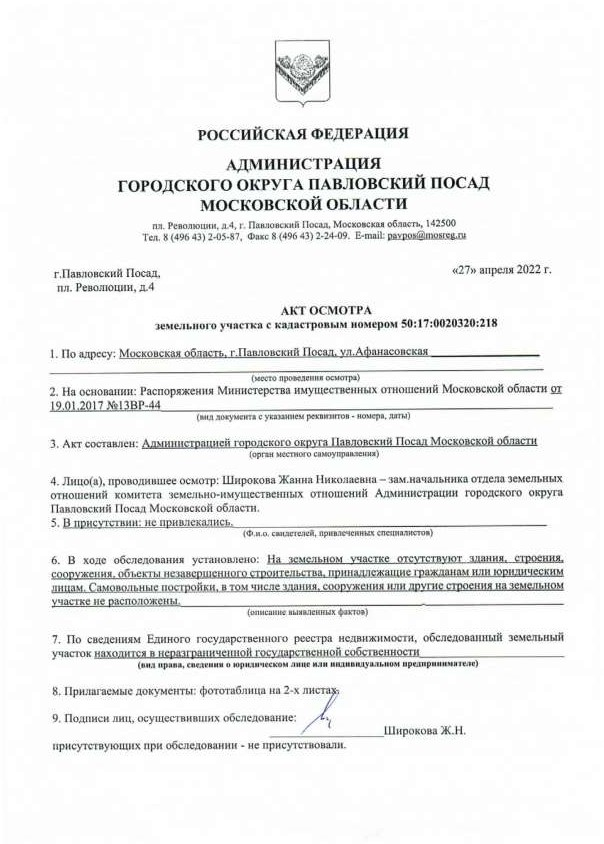 РОССИЙСКАЯ ФЕДЕРАЦИЯ
АДМИНИСТРАЦИЯ
ГОРОДСКОГО ОКРУГА ПАВЛОВСКИЙ ПОСАД
МОСКОВСКОЙ ОБЛАСТИ
пл. Революции, д.4, г. Павловский Посад, Московская область, 142500
Тел. 8 (496 43) 2-05-87, Факс 8 (496 43) 2-24-09. E-mail: pavpos@mosreg.ru
г.Павловский Посад,
«27» апреля 2022 г.
пл. Революции, д.4
АКТ ОСМОТРА
земельного участка с кадастровым номером 50:17:0020320:218
1. По адресу: Московская область, г.Павловский Посад, ул.Афанасовская
(место проведения осмотра)
2. На основании: Распоряжения Министерства имущественных отношений Московской области от
19.01.2017 №13ВР-44
(вид документа с указанием реквизитов - номера, даты)
3. Акт составлен: Администрацией городского округа Павловский Посад Московской области
(орган местного самоуправления)
4. Лицо(а), проводившее осмотр: Широкова Жанна Николаевна – зам.начальника отдела земельных
отношений комитета земельно-имущественных отношений Администрации городского округа
Павловский Посад Московской области.
5. В присутствии: не привлекались.
(Ф.и.о. свидетелей, привлеченных специалистов)
6. В ходе обследования установлено: На земельном участке отсутствуют здания, строения,
сооружения, объекты незавершенного строительства, принадлежащие гражданам или юридическим
лицам. Самовольные постройки, в том числе здания, сооружения или другие строения на земельном
участке не расположены.
(описание выявленных фактов)
7. По сведениям Единого государственного реестра недвижимости, обследованный земельный
участок находится в неразграниченной государственной собственности
(вид права, сведения о юридическом лице или индивидуальном предпринимателе)
8. Прилагаемые документы: фототаблица на 2-х листах.
9. Подписи лиц, осуществивших обследование:
Широкова Ж.Н.
присутствующих при обследовании - не присутствовали.